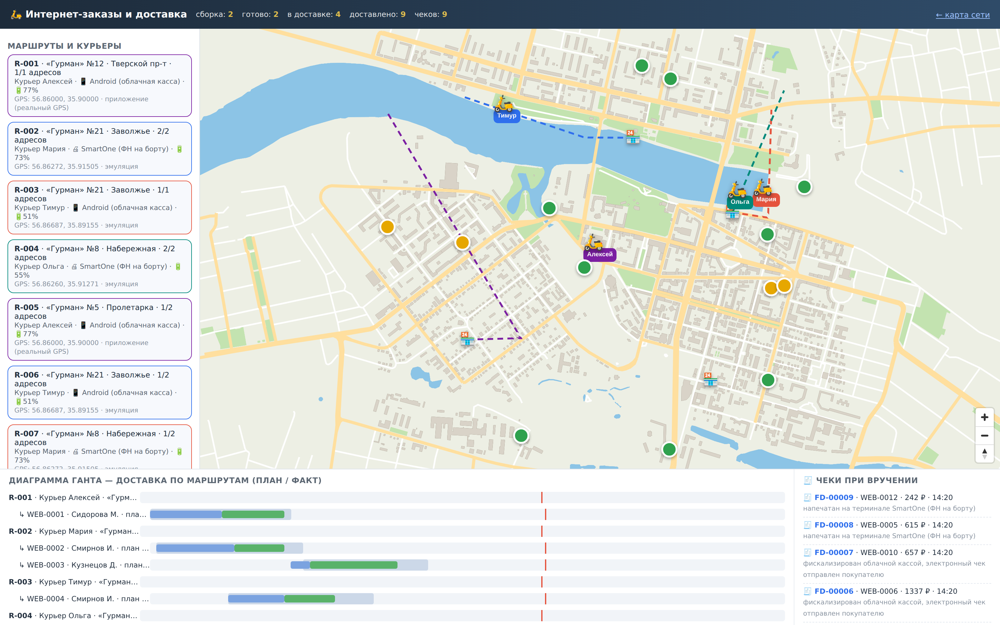 Интернет-заказы и доставка сборка: 2 готово: 2 в доставке: 4 доставлено: 9 чеков: 9
← карта сети
МАРШРУТЫ И КУРЬЕРЫ
R-001 · «Гурман» №12 · Тверской пр-т ·
1/1 адресов
Курьер Алексей · Android (облачная касса) ·
77%
GPS: 56.86000, 35.90000 · приложение
(реальный GPS)
R-002 · «Гурман» №21 · Заволжье · 2/2
адресов
Курьер Мария · SmartOne (ФН на борту) ·
73%
GPS: 56.86272, 35.91505 · эмуляция
R-003 · «Гурман» №21 · Заволжье · 1/1
адресов
Курьер Тимур · Android (облачная касса) ·
51%
GPS: 56.86687, 35.89155 · эмуляция
R-004 · «Гурман» №8 · Набережная · 2/2
адресов
Курьер Ольга · SmartOne (ФН на борту) ·
55%
GPS: 56.86260, 35.91271 · эмуляция
R-005 · «Гурман» №5 · Пролетарка · 1/2
адресов
Курьер Алексей · Android (облачная касса) ·
77%
GPS: 56.86000, 35.90000 · приложение
(реальный GPS)
R-006 · «Гурман» №21 · Заволжье · 1/2
адресов
Курьер Тимур · Android (облачная касса) ·
51%
GPS: 56.86687, 35.89155 · эмуляция
R-007 · «Гурман» №8 · Набережная · 1/2
адресов
Курьер Мария · SmartOne (ФН на борту) ·
73%
GPS: 56.86272, 35.91505 · эмуляция
Тимур
24
Ольга
Мария
Алексей
24
24
ДИАГРАММА ГАНТА — ДОСТАВКА ПО МАРШРУТАМ (ПЛАН / ФАКТ)
R-001 · Курьер Алексей · «Гурм...
↳ WEB-0001 · Сидорова М. · пла...
R-002 · Курьер Мария · «Гурман...
↳ WEB-0002 · Смирнов И. · план ...
↳ WEB-0003 · Кузнецов Д. · план...
R-003 · Курьер Тимур · «Гурман...
↳ WEB-0004 · Смирнов И. · план ...
R-004 · Курьер Ольга · «Гурман...
ЧЕКИ ПРИ ВРУЧЕНИИ
FD-00009 · WEB-0012 · 242 ₽ · 14:20
напечатан на терминале SmartOne (ФН на борту)
FD-00008 · WEB-0005 · 615 ₽ · 14:20
напечатан на терминале SmartOne (ФН на борту)
FD-00007 · WEB-0010 · 657 ₽ · 14:20
фискализирован облачной кассой, электронный чек
отправлен покупателю
FD-00006 · WEB-0006 · 1337 ₽ · 14:20
фискализирован облачной кассой, электронный чек
отправлен покупателю